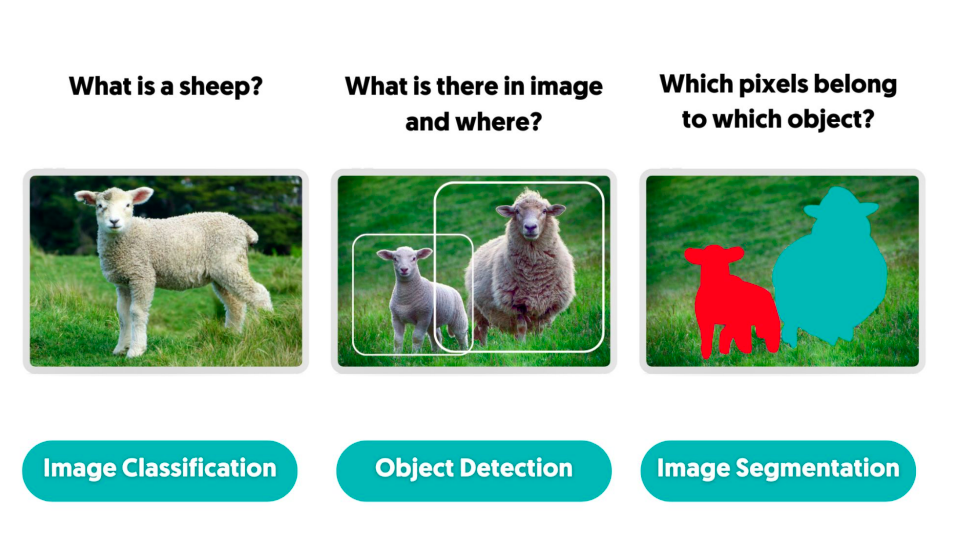 What is a sheep?
What is there in image
and where?
Which pixels belong
to which object?
Image Classification
Object Detection
Image Segmentation